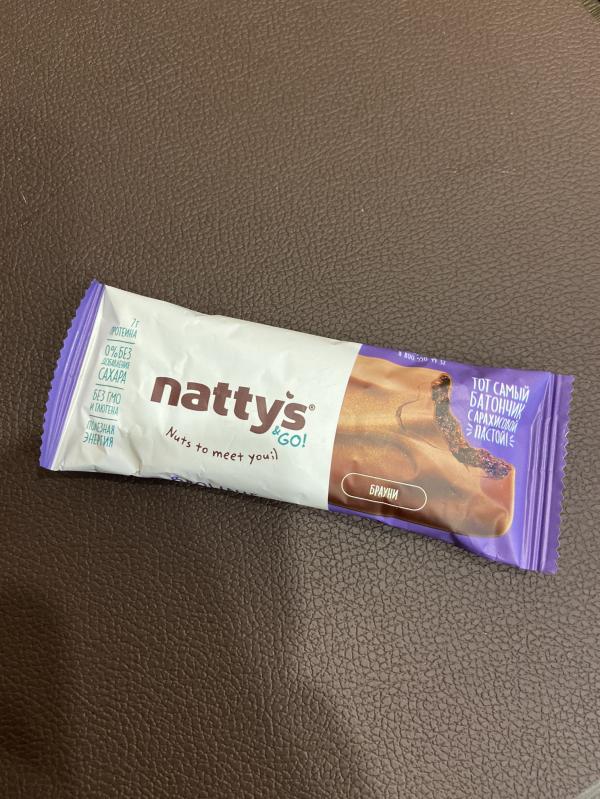 7г
ПРОТЕИНА
0% БЕЗ
ДОБАВЛЕНИЯ
САХАРА
БЕЗ ГМО
И ГЛЮТЕНА
ПОЛЕЗНАЯ
ЭНЕРГИЯ
nattys®
& GO!
Nuts to meet you:)
БРАУНИ
ТОТ САМЫЙ
БАТОНЧИК
С АРАХИСОВОЙ
ПАСТОЙ!